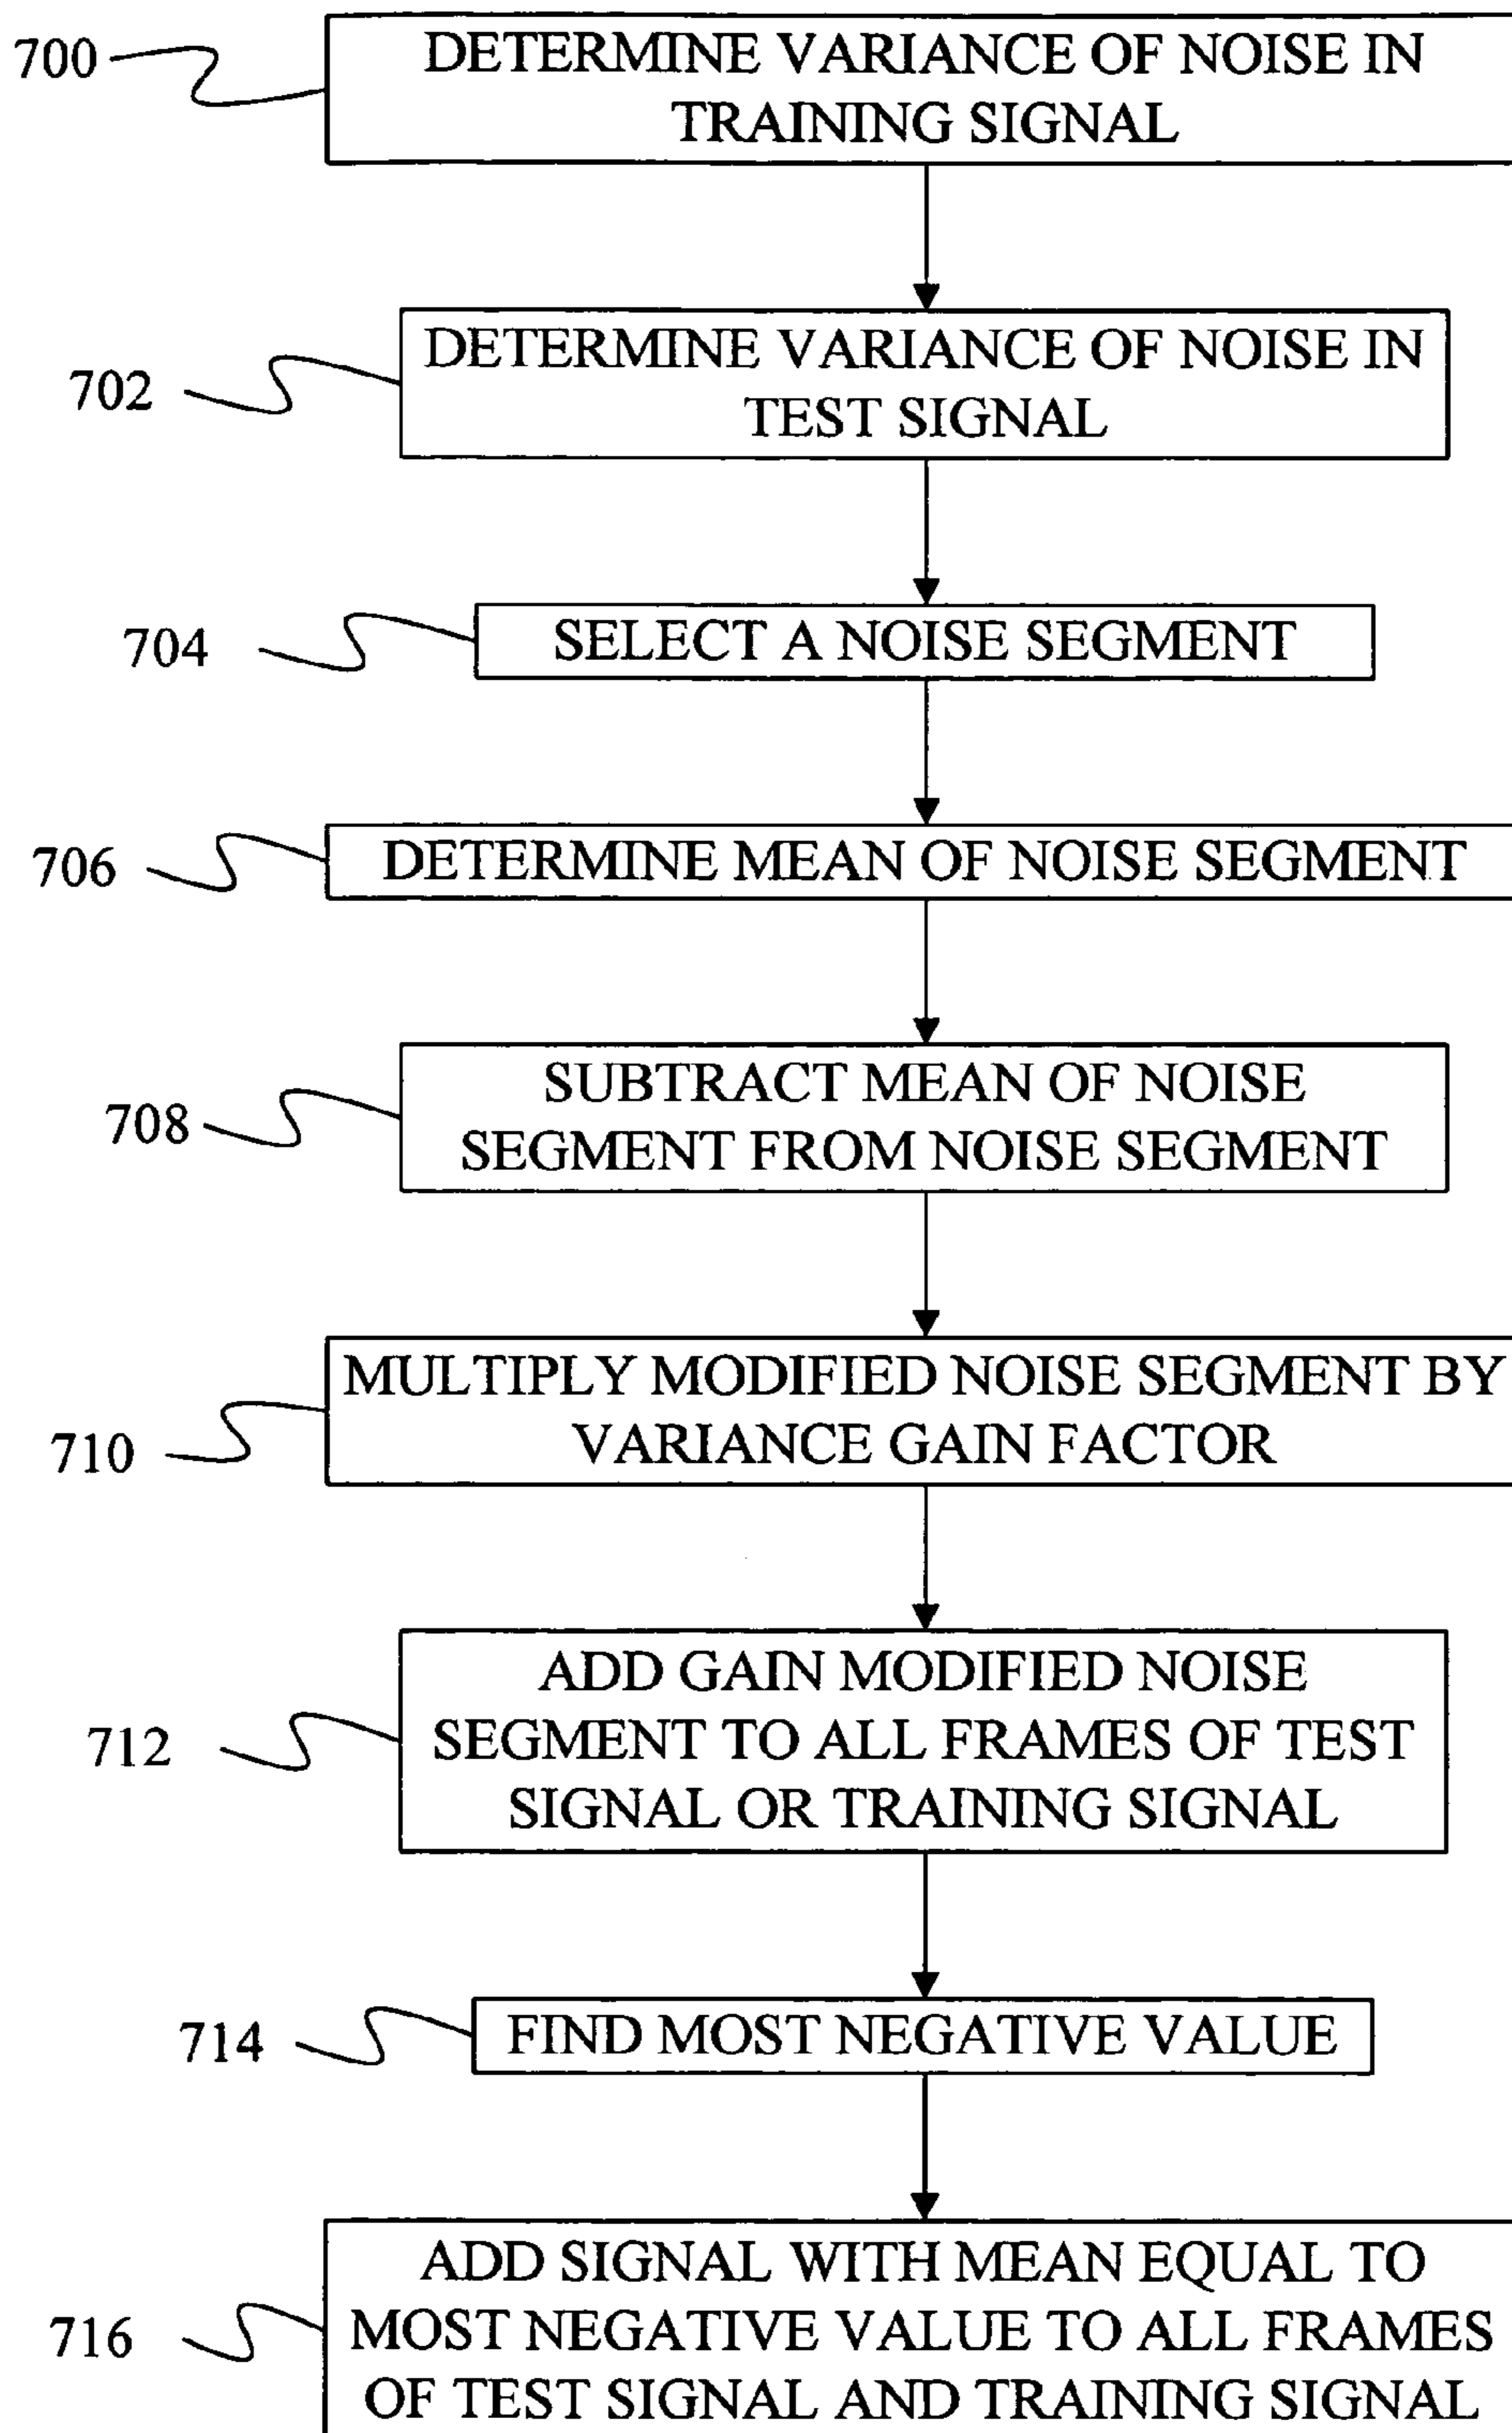 700
DETERMINE VARIANCE OF NOISE IN
TRAINING SIGNAL
702
DETERMINE VARIANCE OF NOISE IN
TEST SIGNAL
704
SELECT A NOISE SEGMENT
706
DETERMINE MEAN OF NOISE SEGMENT
708
SUBTRACT MEAN OF NOISE
SEGMENT FROM NOISE SEGMENT
710
MULTIPLY MODIFIED NOISE SEGMENT BY
VARIANCE GAIN FACTOR
712
ADD GAIN MODIFIED NOISE
SEGMENT TO ALL FRAMES OF TEST
SIGNAL OR TRAINING SIGNAL
714
FIND MOST NEGATIVE VALUE
716
ADD SIGNAL WITH MEAN EQUAL TO
MOST NEGATIVE VALUE TO ALL FRAMES
OF TEST SIGNAL AND TRAINING SIGNAL